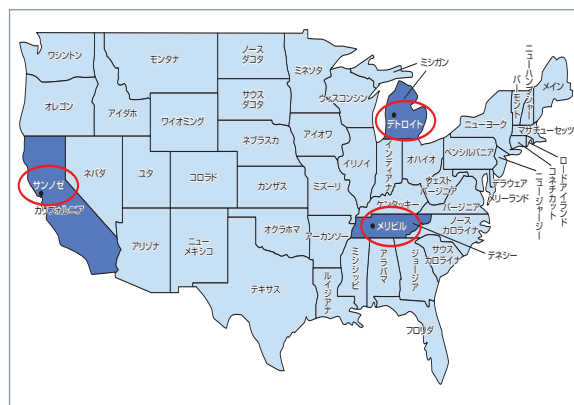 ワシントン
モンタナ
ノース
ダコタ
ミネソタ
ミシガン
ニューハンプシャー
バーモント
メイン
オレゴン
アイダホ
サウス
ダコタ
ウィスコンシン
デトロイト
ニューヨーク
マサチューセッツ
ワイオミング
ネブラスカ
アイオワ
イリノイ
インディアナ
オハイオ
ペンシルバニア
ロードアイランド
コネチカット
ニュージャージー
サンノゼ
カリフォルニア
ネバダ
ユタ
コロラド
カンザス
ミズーリ
ケンタッキー
ウェスト
バージニア
バージニア
デラウェア
メリーランド
アリゾナ
ニュー
メキシコ
オクラホマ
アーカンソー
メリビル
ノース
カロライナ
テネシー
テキサス
ルイジアナ
ミシシッピ
アラバマ
ジョージア
サウス
カロライナ
フロリダ